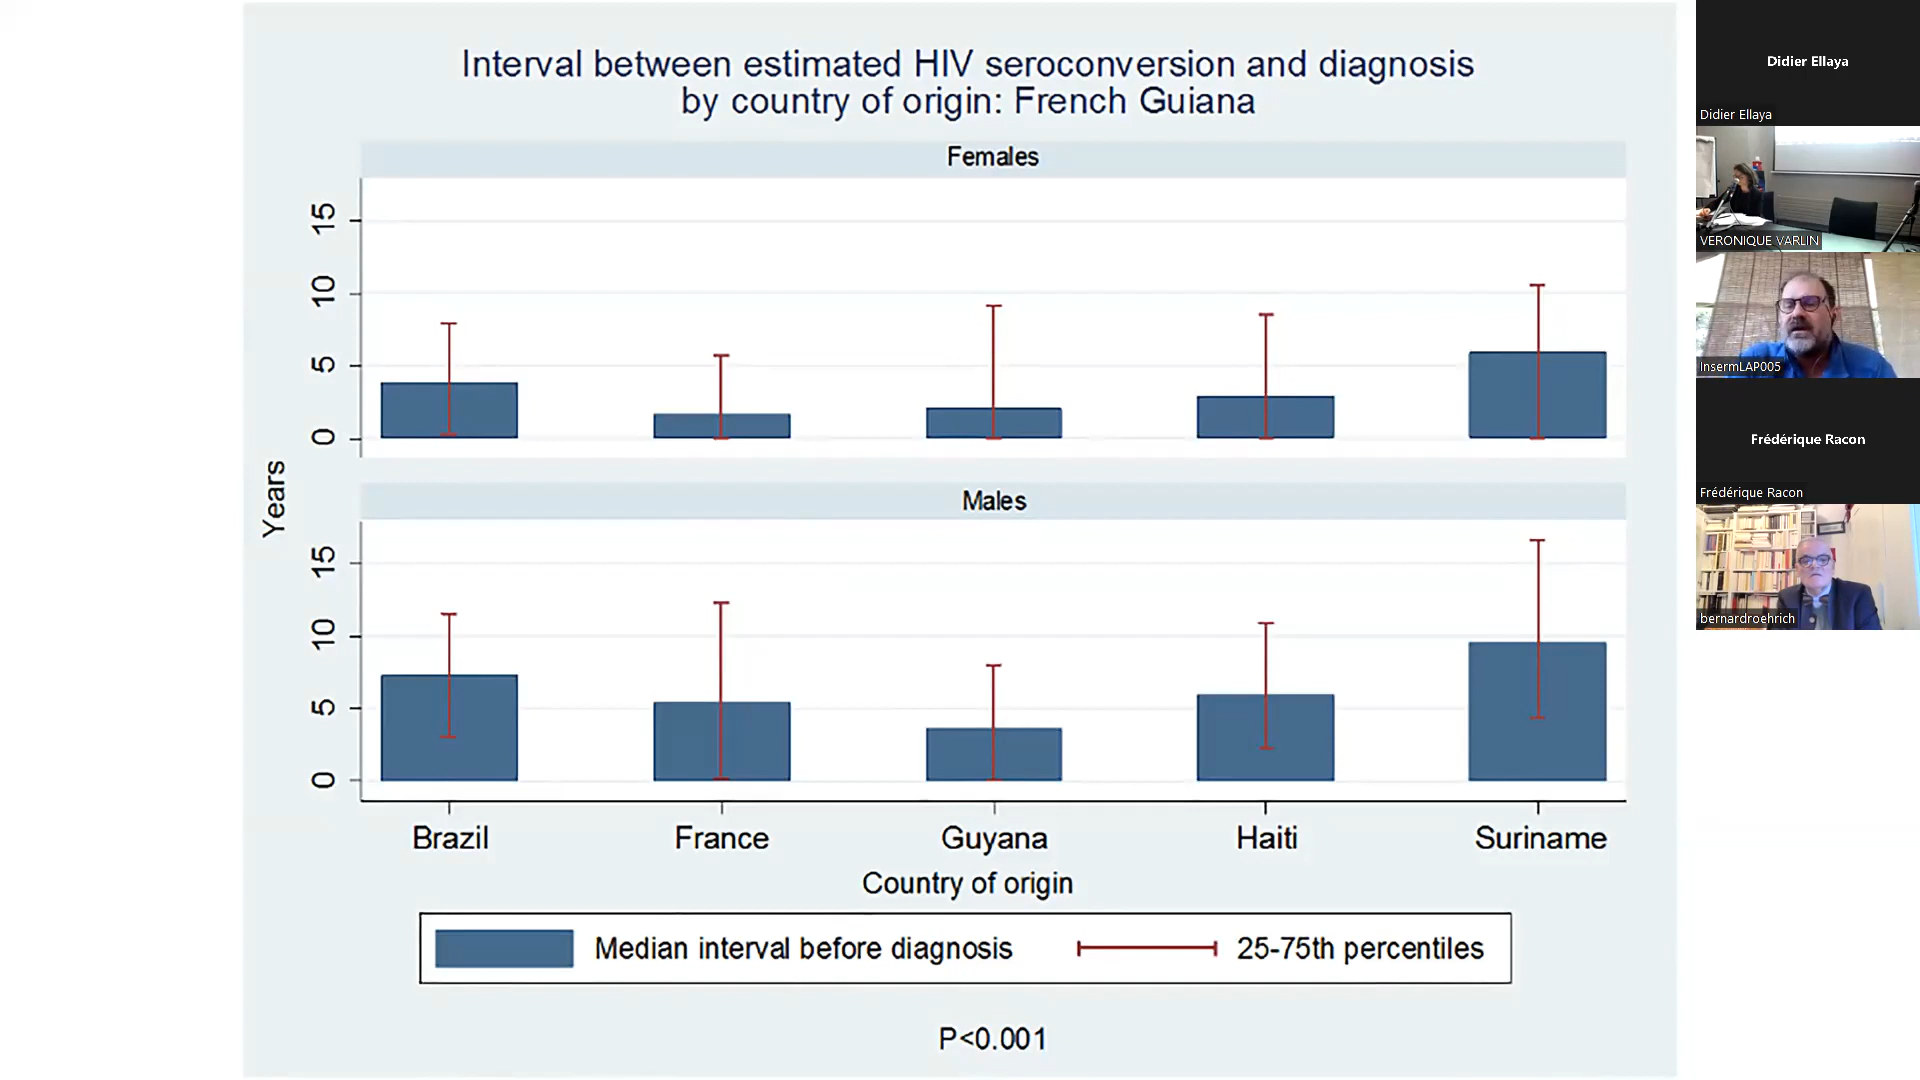 Interval between estimated HIV seroconversion and diagnosis
by country of origin: French Guiana
Females
15
10
5
0
Years
Males
15
10
5
0
Brazil
France
Guyana
Haiti
Suriname
Country of origin
Median interval before diagnosis
25-75th percentiles
P<0.001
Didier Ellaya
Didier Ellaya
VERONIQUE VARLIN
InsermLAP005
Frédérique Racon
Frédérique Racon
bernardroehrich